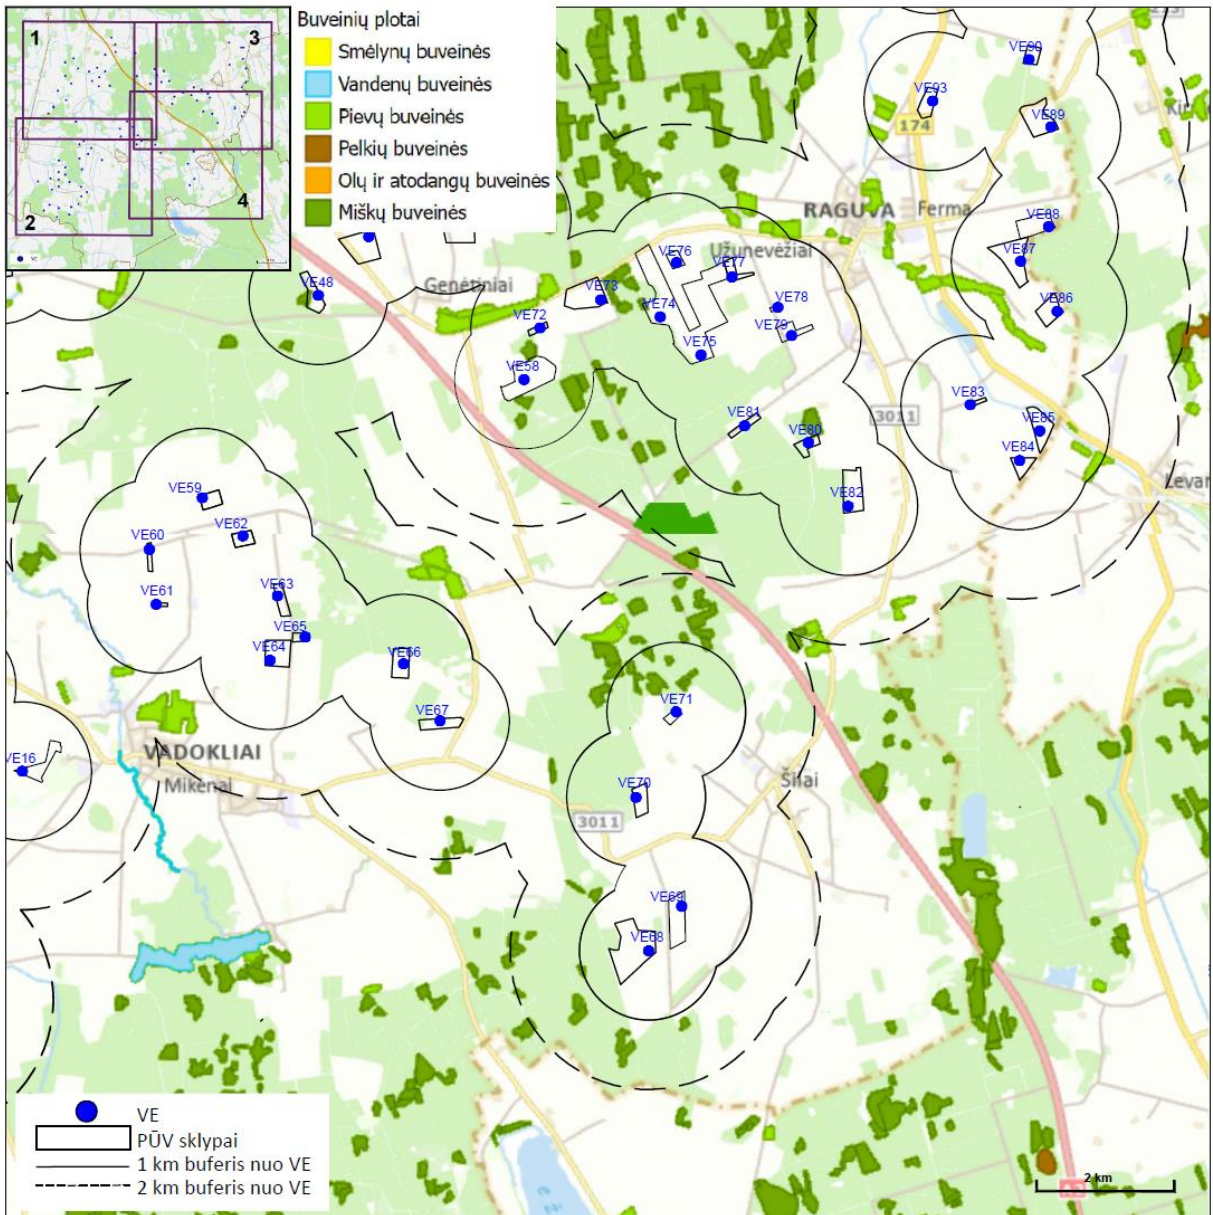 1
3
2
4
VE
Buveinių plotai
Smėlynų buveinės
Vandenų buveinės
Pievų buveinės
Pelkių buveinės
Olų ir atodangų buveinės
Miškų buveinės
VE90
VE93
174
VE89
RAGUVA
Ferma
VE88
Užunevėžiai
VE76
VE77
VE87
VE48
Genėtiniai
VE73
VE74
VE78
VE86
VE72
VE79
VE75
VE58
VE83
3011
VE81
VE80
VE85
VE84
Levar
VE59
VE82
VE62
VE60
VE61
VE63
VE65
VE64
VE66
VE71
VE67
VADOKLIAI
VE16
Mikėnai
VE70
Šilai
3011
VE69
VE68
VE
PŪV sklypai
1 km buferis nuo VE
2 km buferis nuo VE
2 km